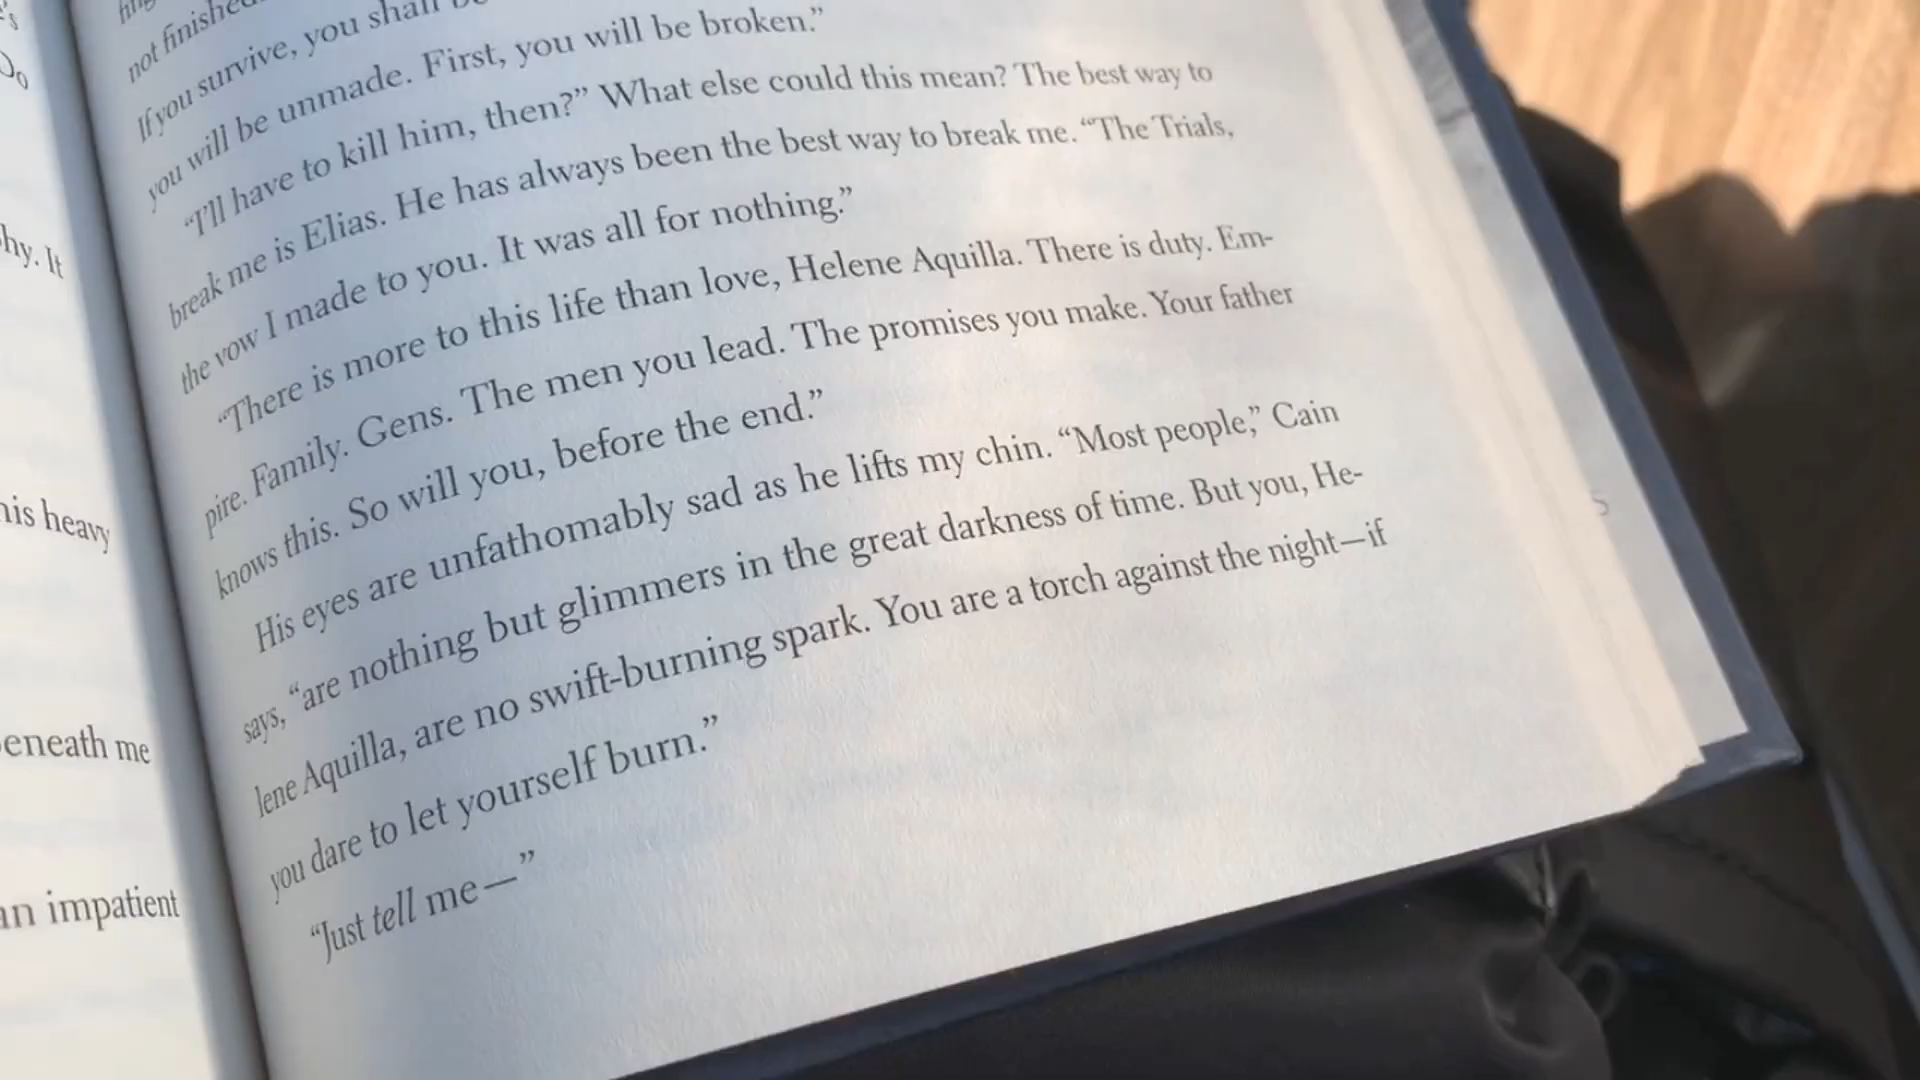 's
hy. It
his heavy
eneath me
an impatient
not finished
If you survive, you shall
you will be unmade. First, you will be broken.”
“I’ll have to kill him, then?” What else could this mean? The best way to
break me is Elias. He has always been the best way to break me. “The Trials,
the vow I made to you. It was all for nothing.”
“There is more to this life than love, Helene Aquilla. There is duty. Em-
pire. Family. Gens. The men you lead. The promises you make. Your father
knows this. So will you, before the end.”
His eyes are unfathomably sad as he lifts my chin. “Most people,” Cain
says, “are nothing but glimmers in the great darkness of time. But you, He-
lene Aquilla, are no swift-burning spark. You are a torch against the night—if
you dare to let yourself burn.”
“Just tell me—”